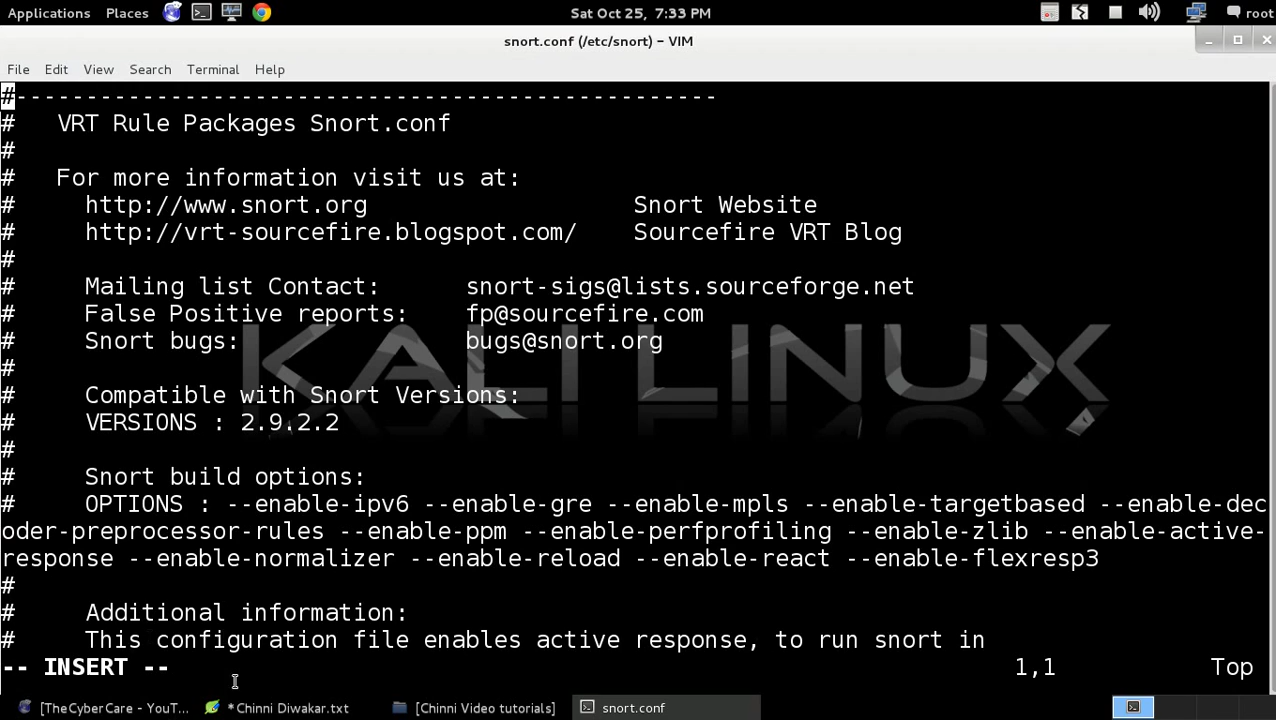 Applications Places Sat Oct 25, 7:33 PM root
snort.conf (/etc/snort) - VIM
File Edit View Search Terminal Help
#--------------------------------------------------
# VRT Rule Packages Snort.conf
#
# For more information visit us at:
# http://www.snort.org Snort Website
# http://vrt-sourcefire.blogspot.com/ Sourcefire VRT Blog
#
# Mailing list Contact: snort-sigs@lists.sourceforge.net
# False Positive reports: fp@sourcefire.com
# Snort bugs: bugs@snort.org
#
# Compatible with Snort Versions:
# VERSIONS : 2.9.2.2
#
# Snort build options:
# OPTIONS : --enable-ipv6 --enable-gre --enable-mpls --enable-targetbased --enable-dec
oder-preprocessor-rules --enable-ppm --enable-perfprofiling --enable-zlib --enable-active-
response --enable-normalizer --enable-reload --enable-react --enable-flexresp3
#
# Additional information:
# This configuration file enables active response, to run snort in
-- INSERT -- 1,1 Top
KALI LINUX
[TheCyberCare - YouT... *Chinni Diwakar.txt [Chinni Video tutorials] snort.conf